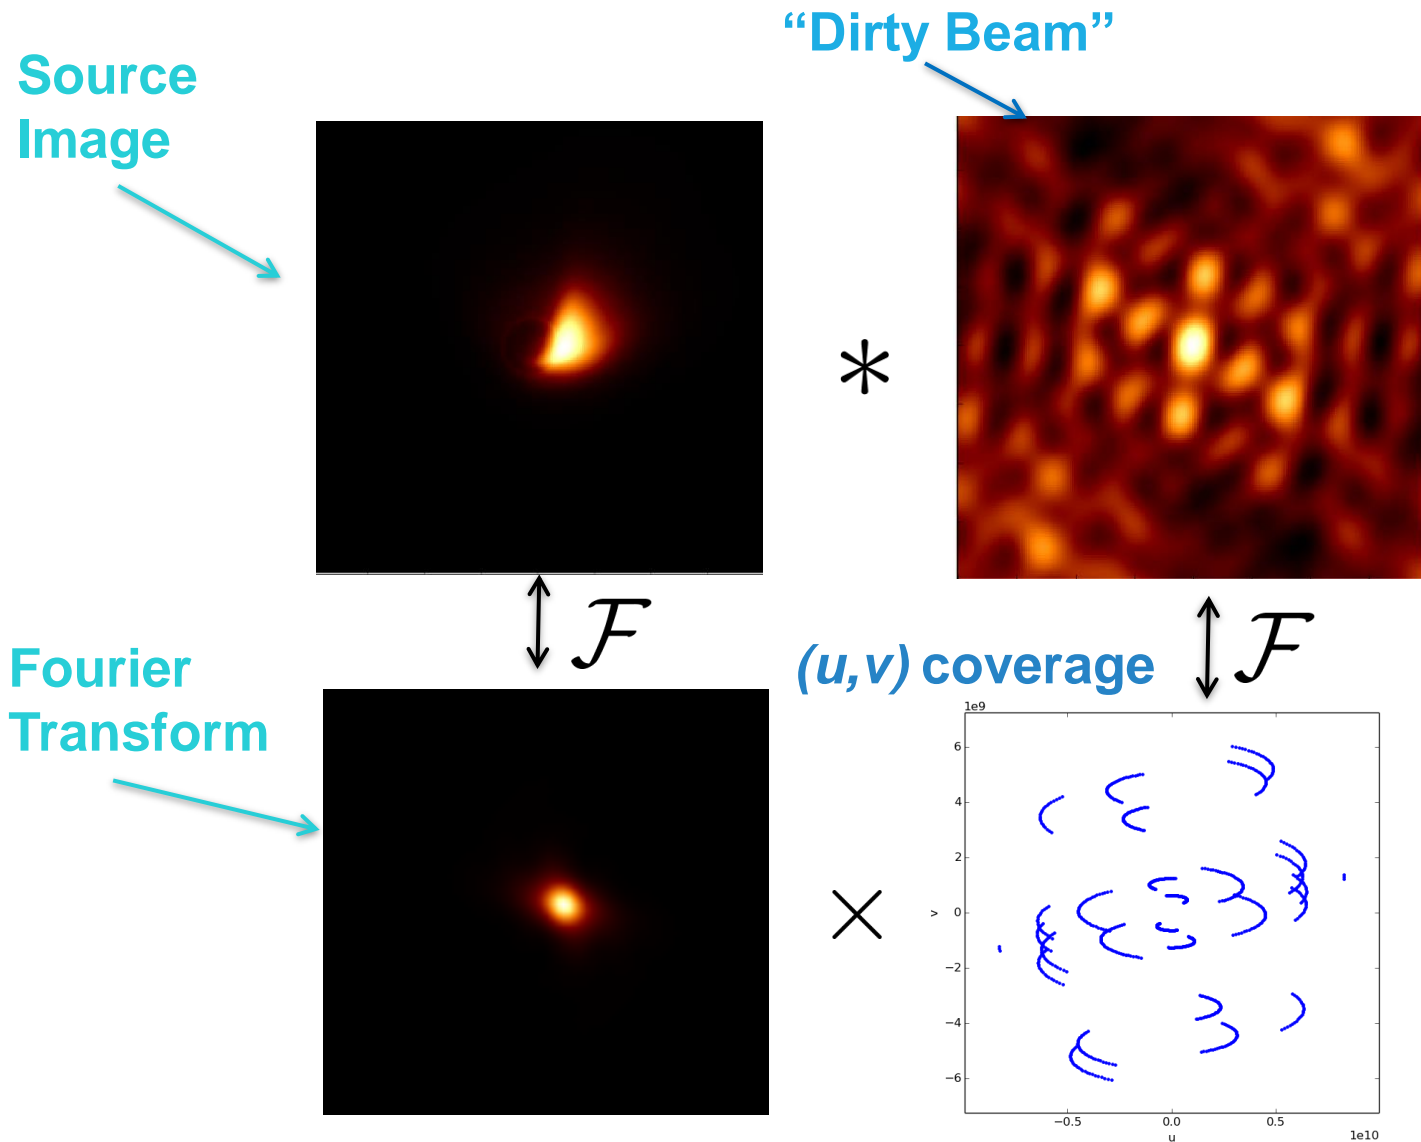 “Dirty Beam”
Source
Image
*
ℱ
ℱ
Fourier
Transform
(u,v) coverage
1e9
6
4
2
0
−2
−4
−6
v
×
−0.5
0.0
0.5
1e10
u